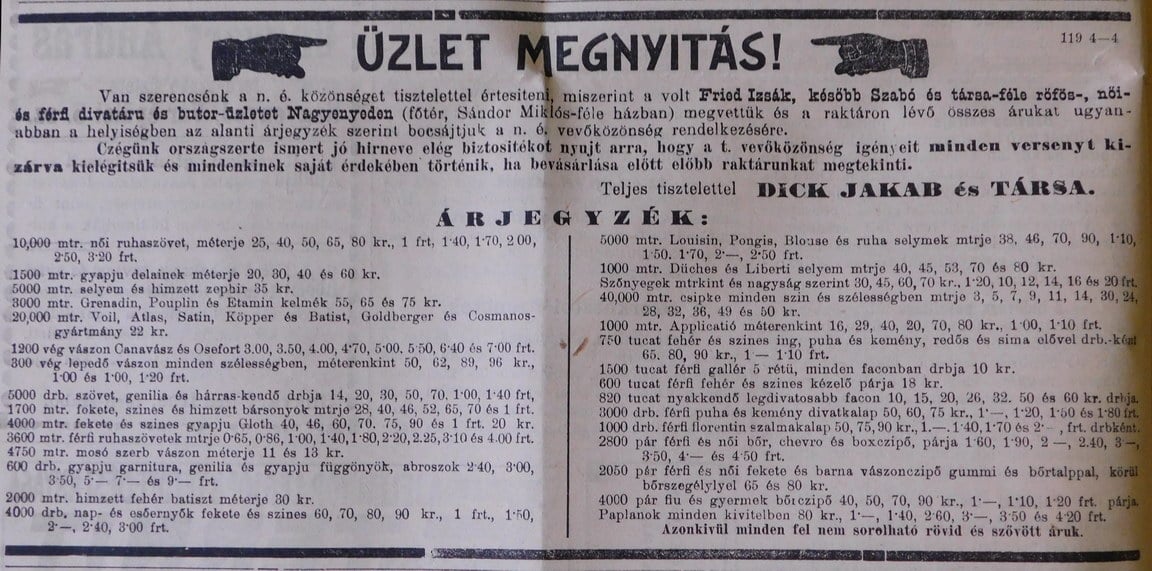 119 4—4
ÜZLET MEGNYITÁS!
Van szerencsénk a n. é. közönséget tisztelettel értesiteni, miszerint a volt Fried Izsák, később Szabó és társa-féle röfös-, női-
és férfi divatáru és butor-üzletet Nagyenyeden (főtér, Sándor Miklós-féle házban) megvettük és a raktáron lévő összes árukat ugyan-
abban a helyiségben az alanti árjegyzék szerint bocsájtjuk a n. é. vevőközönség rendelkezésére.
Czégünk országszerte ismert jó hirneve elég biztositékot nyujt arra, hogy a t. vevőközönség igényeit minden versenyt ki-
zárva kielégitsük és mindenkinek saját érdekében történik, ha bevásárlása előtt előbb raktárunkat megtekinti.
Teljes tisztelettel DICK JAKAB és TÁRSA.
ÁRJEGYZÉK:
10,000 mtr. női ruhaszövet, méterje 25, 40, 50, 65, 80 kr., 1 frt, 1·40, 1·70, 2 00,
2·50, 3·20 frt.
1500 mtr. gyapju delainek méterje 20, 30, 40 és 60 kr.
5000 mtr. selyem és himzett zephir 35 kr.
3000 mtr. Grenadin, Pouplin és Etamin kelmék 55, 65 és 75 kr.
20,000 mtr. Voil, Atlas, Satin, Köpper és Batist, Goldberger és Cosmanos-
gyártmány 22 kr.
1200 vég vászon Canavász és Osefort 3.00, 3.50, 4.00, 4·70, 5·00. 5·50, 6·40 és 7·00 frt.
300 vég lepedő vászon minden szélességben, méterenkint 50, 62, 89, 96 kr.,
1·00 és 1·00, 1·20 frt.
5000 drb. szövet, genilia és hárras-kendő drbja 14, 20, 30, 50, 70. 1·00, 1·40 frt,
1700 mtr. fokete, szines és himzett bársonyok mtrje 28, 40, 46, 52, 65, 70 és 1 frt.
4000 mtr. fekete és szines gyapju Gloth 40, 46, 60, 70. 75, 90 és 1 frt. 20 kr.
3600 mtr. férfi ruhaszövetek mtrje 0·65, 0·86, 1·00, 1·40, 1·80, 2·20, 2.25, 3·10 és 4.00 frt.
4750 mtr. mosó szerb vászon méterje 11 és 13 kr.
600 drb. gyapju garnitura, genilia és gyapju függönyök, abroszok 2·40, 3·00,
3·50, 5·— 7·— és 9·— frt.
2000 mtr. himzett fehér batiszt méterje 30 kr.
4000 drb. nap- és esőernyők fekete és szines 60, 70, 80, 90 kr., 1 frt., 1·50,
2·—, 2·40, 3·00 frt.
5000 mtr. Louisin, Pongis, Blouse és ruha selymek mtrje 38, 46, 70, 90, 1·10,
1·50. 1·70, 2·—, 2·50 frt.
1000 mtr. Düches és Liberti selyem mtrje 40, 45, 53, 70 és 80 kr.
Szőnyegek mtrkint és nagyság szerint 30, 45, 60, 70 kr., 1·20, 10, 12, 14, 16 és 20 frt.
40,000 mtr. csipke minden szin és szélességben mtrje 3, 5, 7, 9, 11, 14, 30, 24,
28, 32, 36, 49 és 50 kr.
1000 mtr. Applicatió méterenkint 16, 29, 40, 20, 70, 80 kr., 1·00, 1·10 frt.
750 tucat fehér és szines ing, puha és kemény, redős és sima elővel drb.-ként
65. 80, 90 kr., 1— 1·10 frt.
1500 tucat férfi gallér 5 rétü, minden faconban drbja 10 kr.
600 tucat férfi fehér és szines kézelő párja 18 kr.
820 tucat nyakkendő legdivatosabb facon 10, 15, 20, 26, 32. 50 és 60 kr. drbja.
3000 drb. férfi puha és kemény divatkalap 50, 60, 75 kr., 1·—, 1·20, 1·50 és 1·80 frt.
1000 drb. férfi florentin szalmakalap 50, 75, 90 kr., 1.—. 1·40, 1·70 és 2·— , frt. drbként.
2800 pár férfi és női bőr, chevro és boxczipő, párja 1·60, 1·90, 2 —, 2.40, 3·—,
3·50, 4·— és 4·50 frt.
2050 pár férfi és női fekete és barna vászonczipő gummi és bőrtalppal, körül
bőrszegélylyel 65 és 80 kr.
4000 pár fiu és gyermek bőrczipő 40, 50, 70, 90 kr., 1·—, 1·10, 1·20 frt. párja.
Paplanok minden kivitelben 80 kr., 1·—, 1·40, 2·60, 3·—, 3·50 és 4·20 frt.
Azonkivül minden fel nem sorolható rövid és szövött áruk.